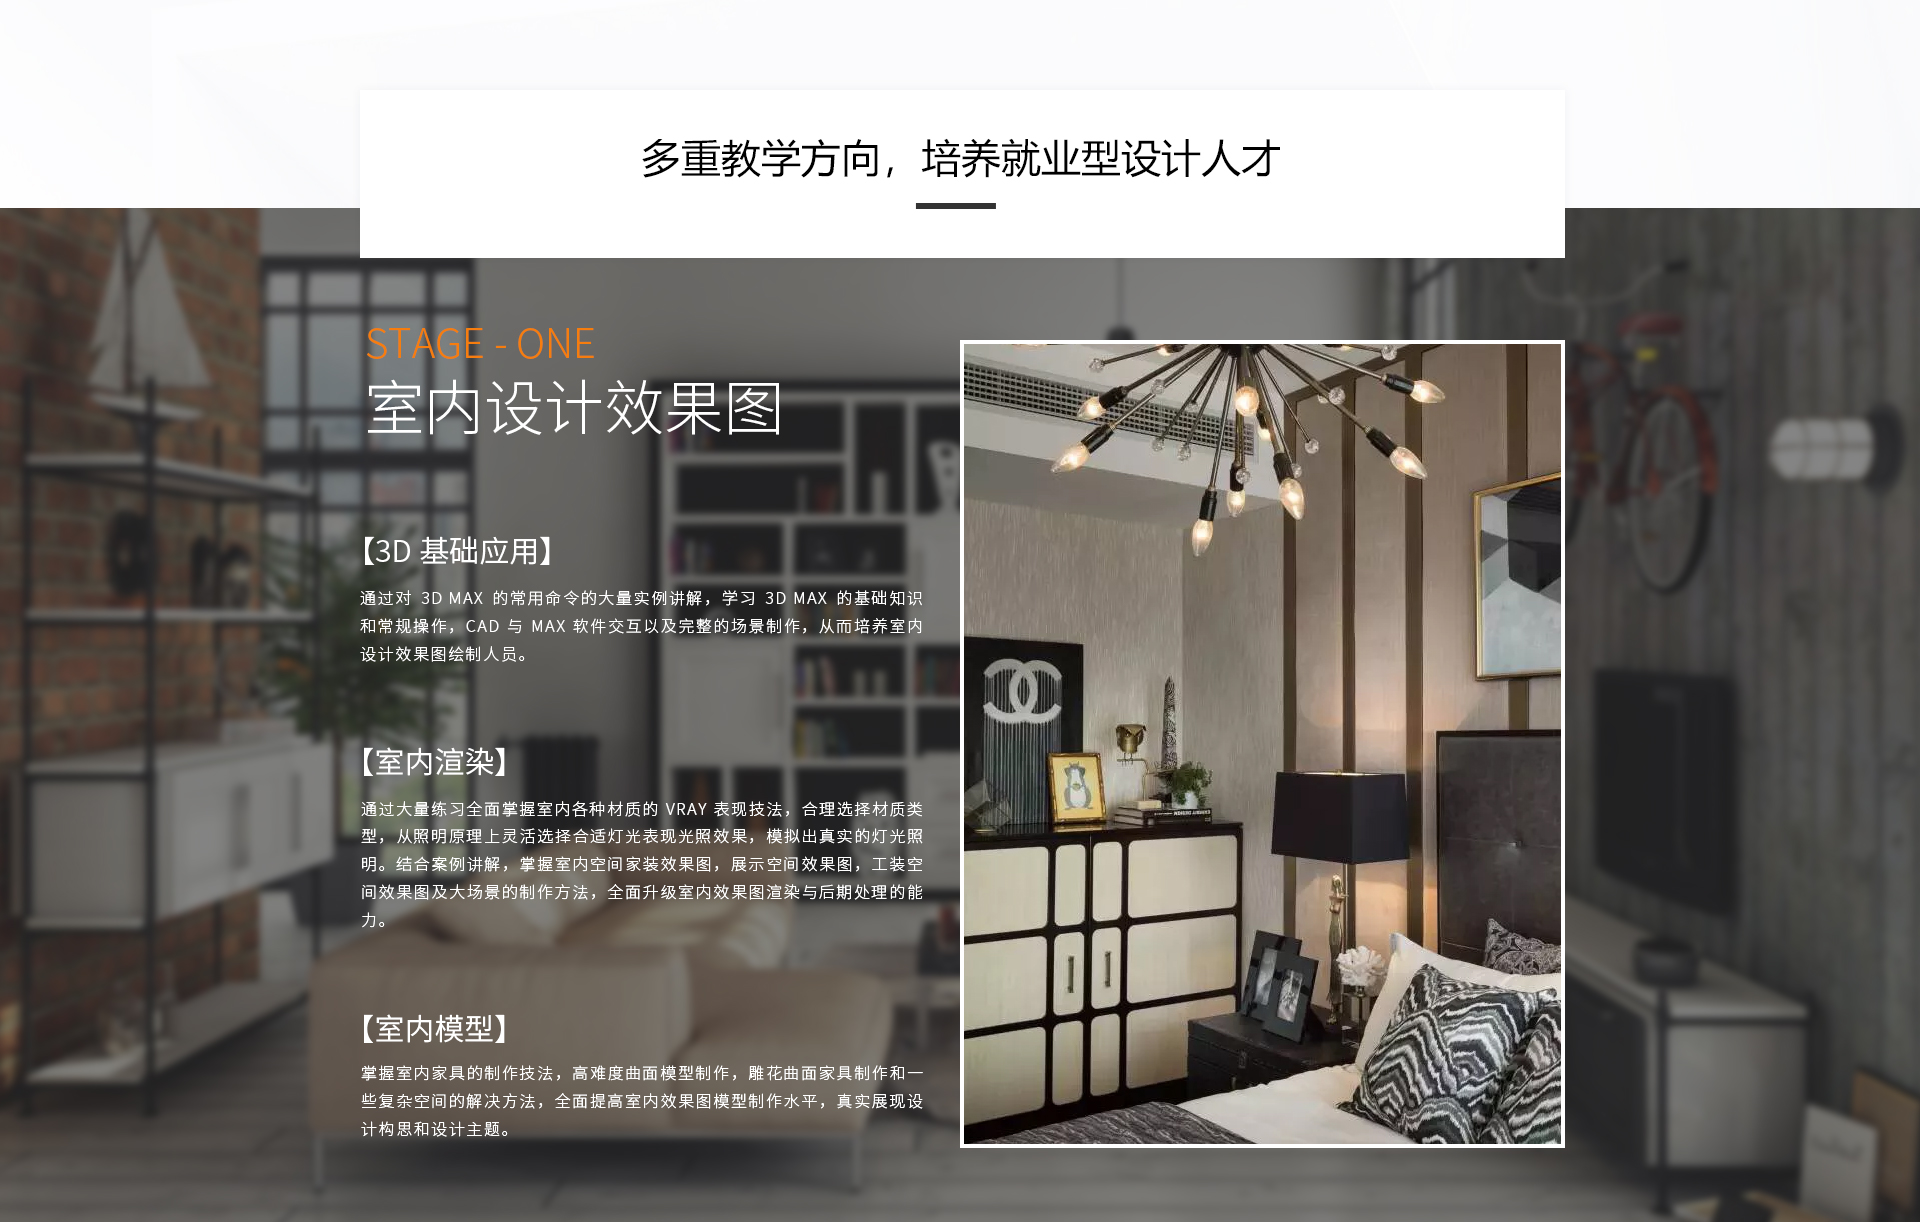 多重教学方向，培养就业型设计人才
STAGE - ONE
室内设计效果图
【3D 基础应用】
通过对 3D MAX 的常用命令的大量实例讲解，学习 3D MAX 的基础知识
和常规操作，CAD 与 MAX 软件交互以及完整的场景制作，从而培养室内
设计效果图绘制人员。
【室内渲染】
通过大量练习全面掌握室内各种材质的 VRAY 表现技法，合理选择材质类
型，从照明原理上灵活选择合适灯光表现光照效果，模拟出真实的灯光照
明。结合案例讲解，掌握室内空间家装效果图，展示空间效果图，工装空
间效果图及大场景的制作方法，全面升级室内效果图渲染与后期处理的能
力。
【室内模型】
掌握室内家具的制作技法，高难度曲面模型制作，雕花曲面家具制作和一
些复杂空间的解决方法，全面提高室内效果图模型制作水平，真实展现设
计构思和设计主题。